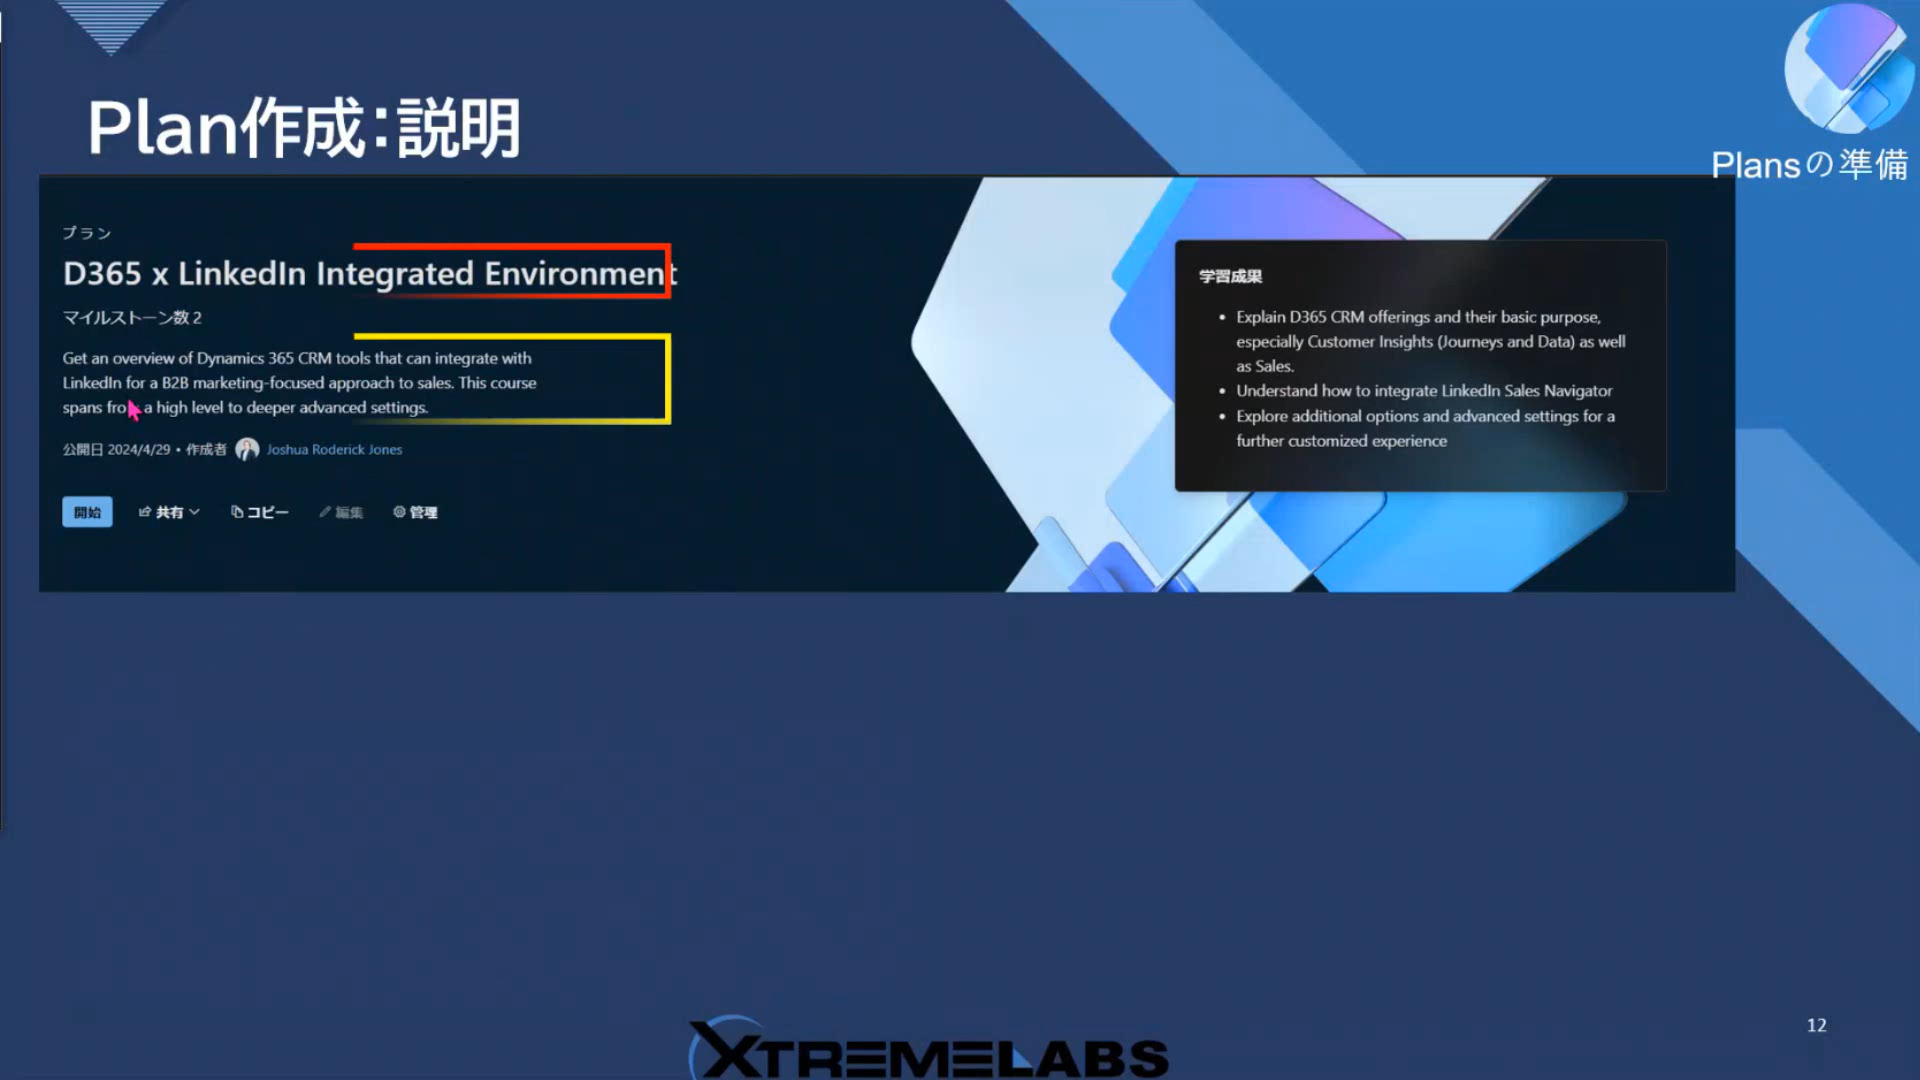 Plan作成：説明
Plansの準備
プラン
D365 x LinkedIn Integrated Environment
マイルストーン数 2
Get an overview of Dynamics 365 CRM tools that can integrate with
LinkedIn for a B2B marketing-focused approach to sales. This course
spans from a high level to deeper advanced settings.
公開日 2024/4/29 • 作成者 Joshua Roderick Jones
開始 共有 コピー 編集 管理
学習成果
• Explain D365 CRM offerings and their basic purpose,
especially Customer Insights (Journeys and Data) as well
as Sales.
• Understand how to integrate LinkedIn Sales Navigator
• Explore additional options and advanced settings for a
further customized experience
XTREMELABS
12